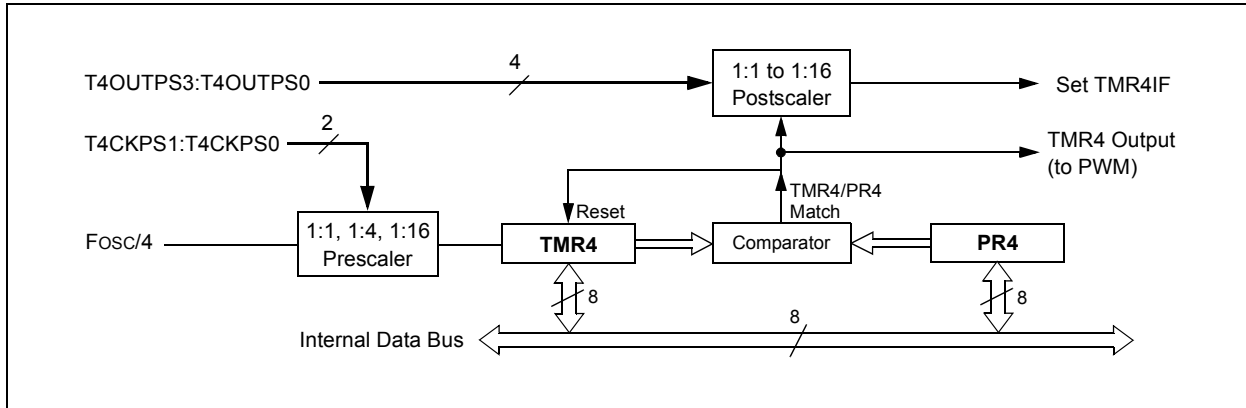 T4OUTPS3:T4OUTPS0
4
1:1 to 1:16
Postscaler
Set TMR4IF
T4CKPS1:T4CKPS0
2
TMR4 Output
(to PWM)
TMR4/PR4
Match
Reset
FOSC/4
1:1, 1:4, 1:16
Prescaler
TMR4
Comparator
PR4
8
8
Internal Data Bus
8